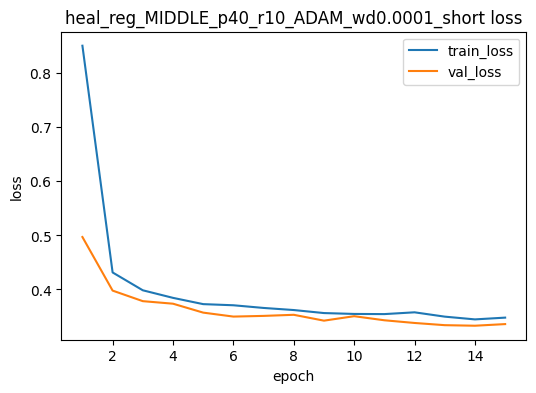 heal_reg_MIDDLE_p40_r10_ADAM_wd0.0001_short loss
train_loss
val_loss
0.8
0.7
0.6
0.5
0.4
loss
2 4 6 8 10 12 14
epoch